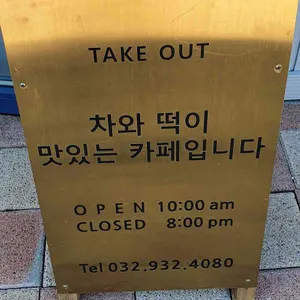 TAKE OUT
차와 떡이
맛있는 카페입니다
OPEN 10:00 am
CLOSED 8:00 pm
Tel 032.932.4080